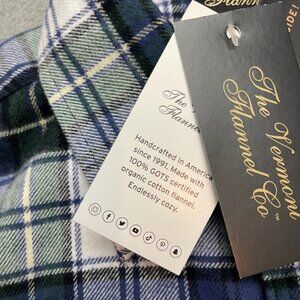 The
Flannel
Handcrafted in America
since 1991. Made with
100% GOTS certified
organic cotton flannel.
Endlessly cozy.
The Vermont
Flannel Co